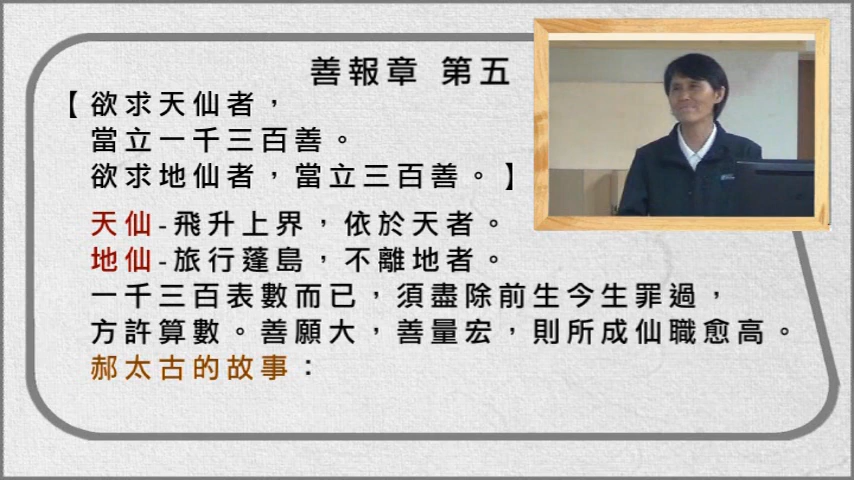 善報章 第五
【欲求天仙者，
當立一千三百善。
欲求地仙者，當立三百善。】
天仙-飛升上界，依於天者。
地仙-旅行蓬島，不離地者。
一千三百表數而已，須盡除前生今生罪過，
方許算數。善願大，善量宏，則所成仙職愈高。
郝太古的故事：